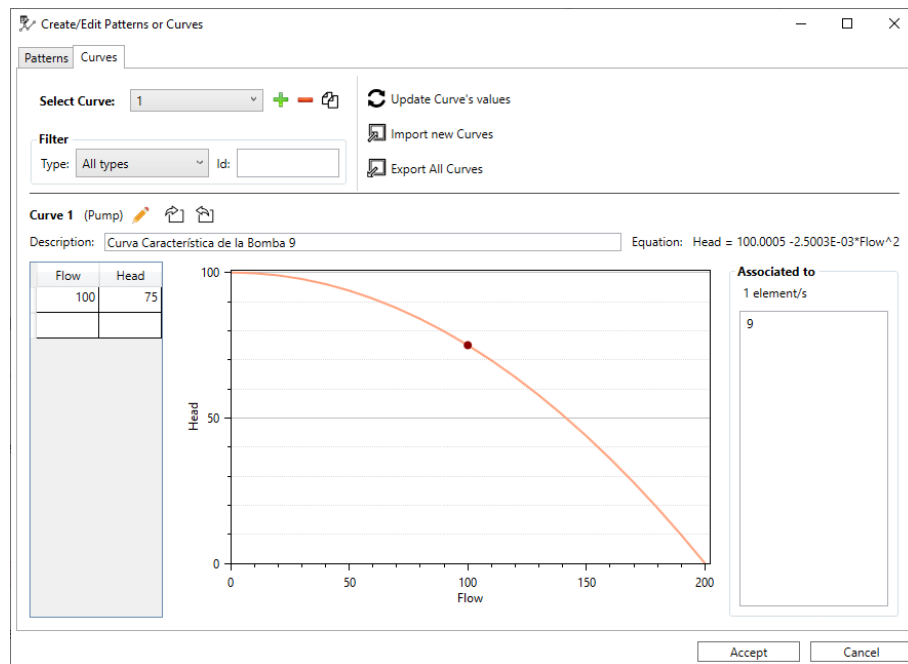 Create/Edit Patterns or Curves
Patterns Curves
Select Curve: 1
Update Curve's values
Import new Curves
Export All Curves
Filter
Type: All types Id:
Curve 1 (Pump)
Description: Curva Característica de la Bomba 9 Equation: Head = 100.0005 -2.5003E-03*Flow^2
Flow Head
100 75
100
50
0
Head
0 50 100 150 200
Flow
Associated to
1 element/s
9
Accept Cancel